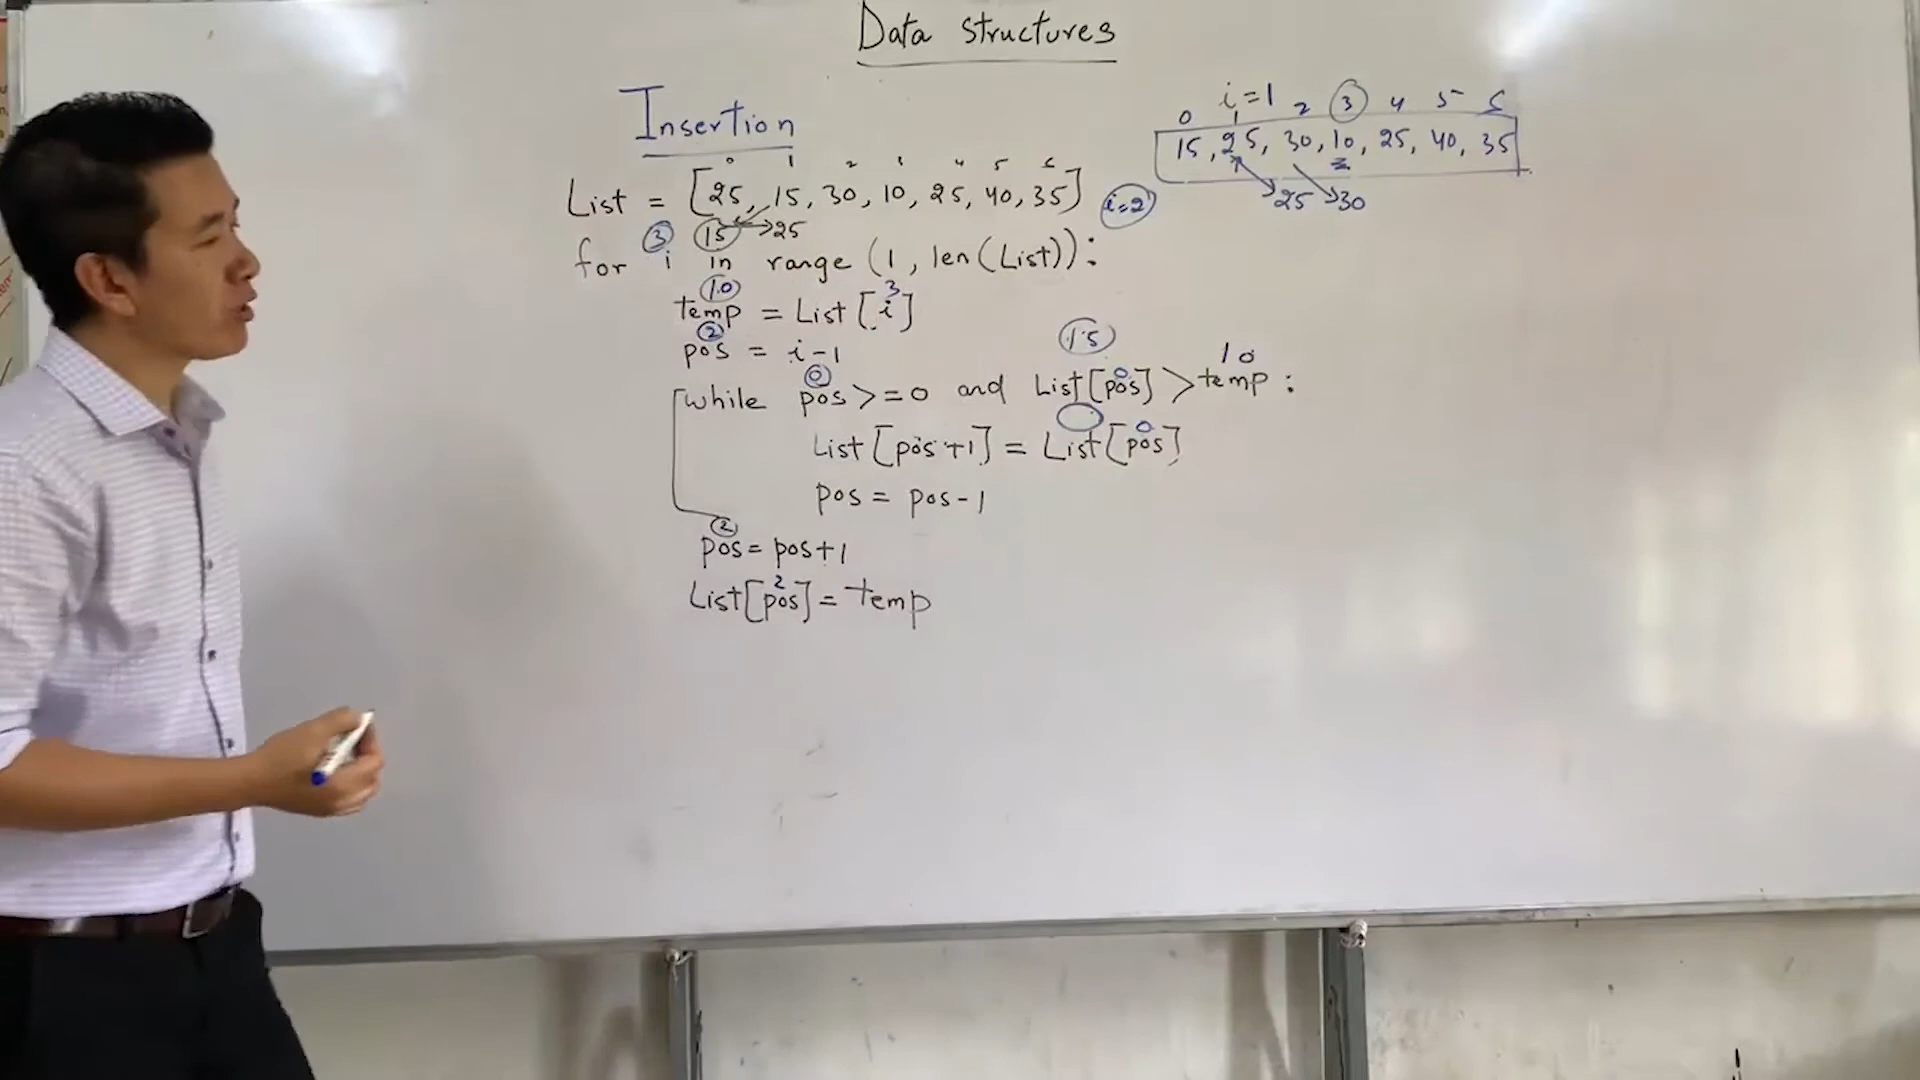 Data structures
Insertion
0 1 2 3 4 5 6
List = [25, 15, 30, 10, 25, 40, 35]
3 15 25
for i in range (1, len(List)):
10 3
temp = List [i]
2
pos = i-1
0 15 0 10
while pos >= 0 and List[pos] > temp :
0
List [pos+1] = List [pos]
pos = pos-1
2
pos = pos+1
2
List[pos] = temp
i=1
0 1 2 3 4 5 6
15, 25, 30, 10, 25, 40, 35
i=2 25 30